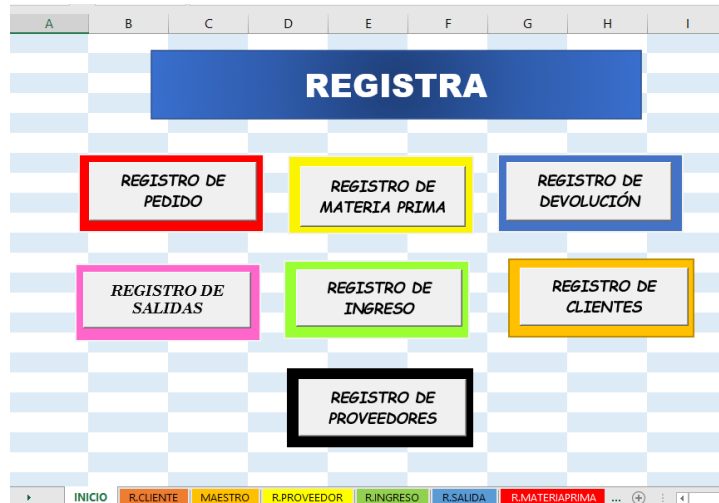 A B C D E F G H I
REGISTRA
REGISTRO DE
PEDIDO
REGISTRO DE
MATERIA PRIMA
REGISTRO DE
DEVOLUCIÓN
REGISTRO DE
SALIDAS
REGISTRO DE
INGRESO
REGISTRO DE
CLIENTES
REGISTRO DE
PROVEEDORES
INICIO R.CLIENTE MAESTRO R.PROVEEDOR R.INGRESO R.SALIDA R.MATERIAPRIMA ...